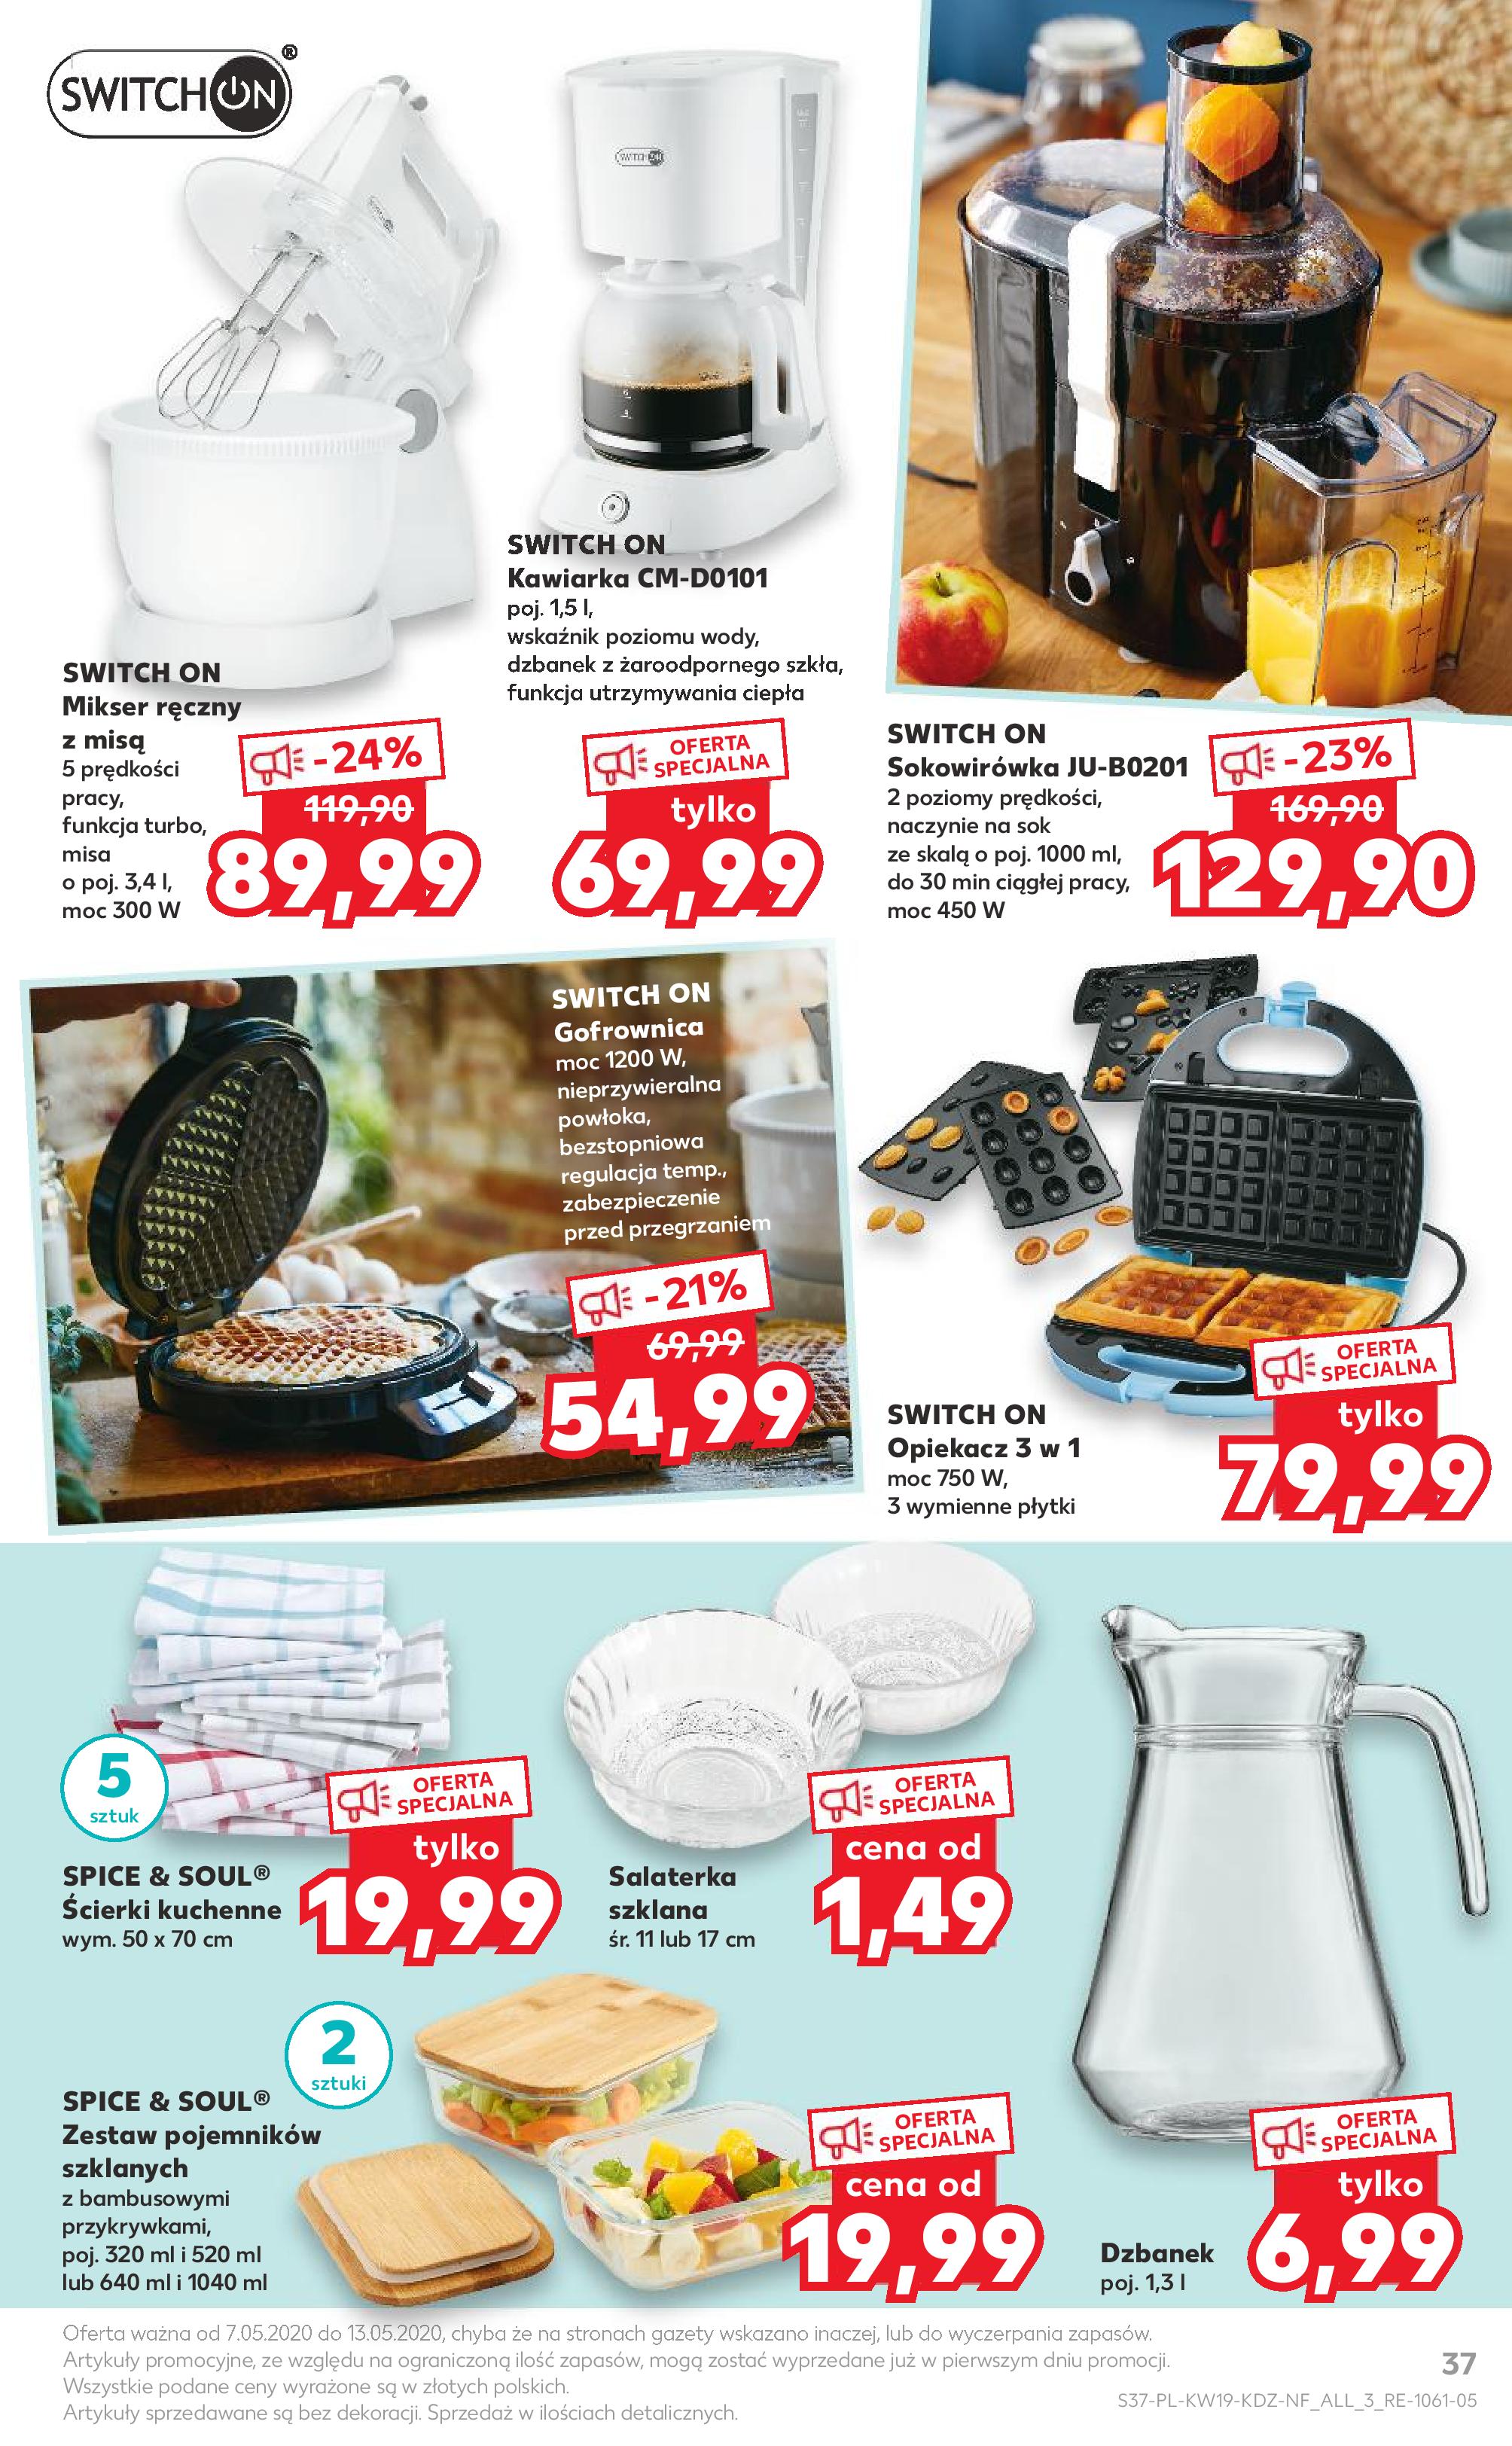 SWITCHON®
SWITCH ON
SWITCH ON
Kawiarka CM-D0101
poj. 1,5 l,
wskaźnik poziomu wody,
dzbanek z żaroodpornego szkła,
funkcja utrzymywania ciepła
OFERTA
SPECJALNA
tylko
69,99
SWITCH ON
Mikser ręczny
z misą
5 prędkości
pracy,
funkcja turbo,
misa
o poj. 3,4 l,
moc 300 W
-24%
119,90
89,99
SWITCH ON
Sokowirówka JU-B0201
2 poziomy prędkości,
naczynie na sok
ze skalą o poj. 1000 ml,
do 30 min ciągłej pracy,
moc 450 W
-23%
169,90
129,90
SWITCH ON
Gofrownica
moc 1200 W,
nieprzywieralna
powłoka,
bezstopniowa
regulacja temp.,
zabezpieczenie
przed przegrzaniem
-21%
69,99
54,99
SWITCH ON
Opiekacz 3 w 1
moc 750 W,
3 wymienne płytki
OFERTA
SPECJALNA
tylko
79,99
5
sztuk
SPICE & SOUL®
Ścierki kuchenne
wym. 50 x 70 cm
OFERTA
SPECJALNA
tylko
19,99
Salaterka
szklana
śr. 11 lub 17 cm
OFERTA
SPECJALNA
cena od
1,49
2
sztuki
SPICE & SOUL®
Zestaw pojemników
szklanych
z bambusowymi
przykrywkami,
poj. 320 ml i 520 ml
lub 640 ml i 1040 ml
OFERTA
SPECJALNA
cena od
19,99
Dzbanek
poj. 1,3 l
OFERTA
SPECJALNA
tylko
6,99
Oferta ważna od 7.05.2020 do 13.05.2020, chyba że na stronach gazety wskazano inaczej, lub do wyczerpania zapasów.
Artykuły promocyjne, ze względu na ograniczoną ilość zapasów, mogą zostać wyprzedane już w pierwszym dniu promocji.
Wszystkie podane ceny wyrażone są w złotych polskich.
Artykuły sprzedawane są bez dekoracji. Sprzedaż w ilościach detalicznych.
37
S37-PL-KW19-KDZ-NF_ALL_3_RE-1061-05